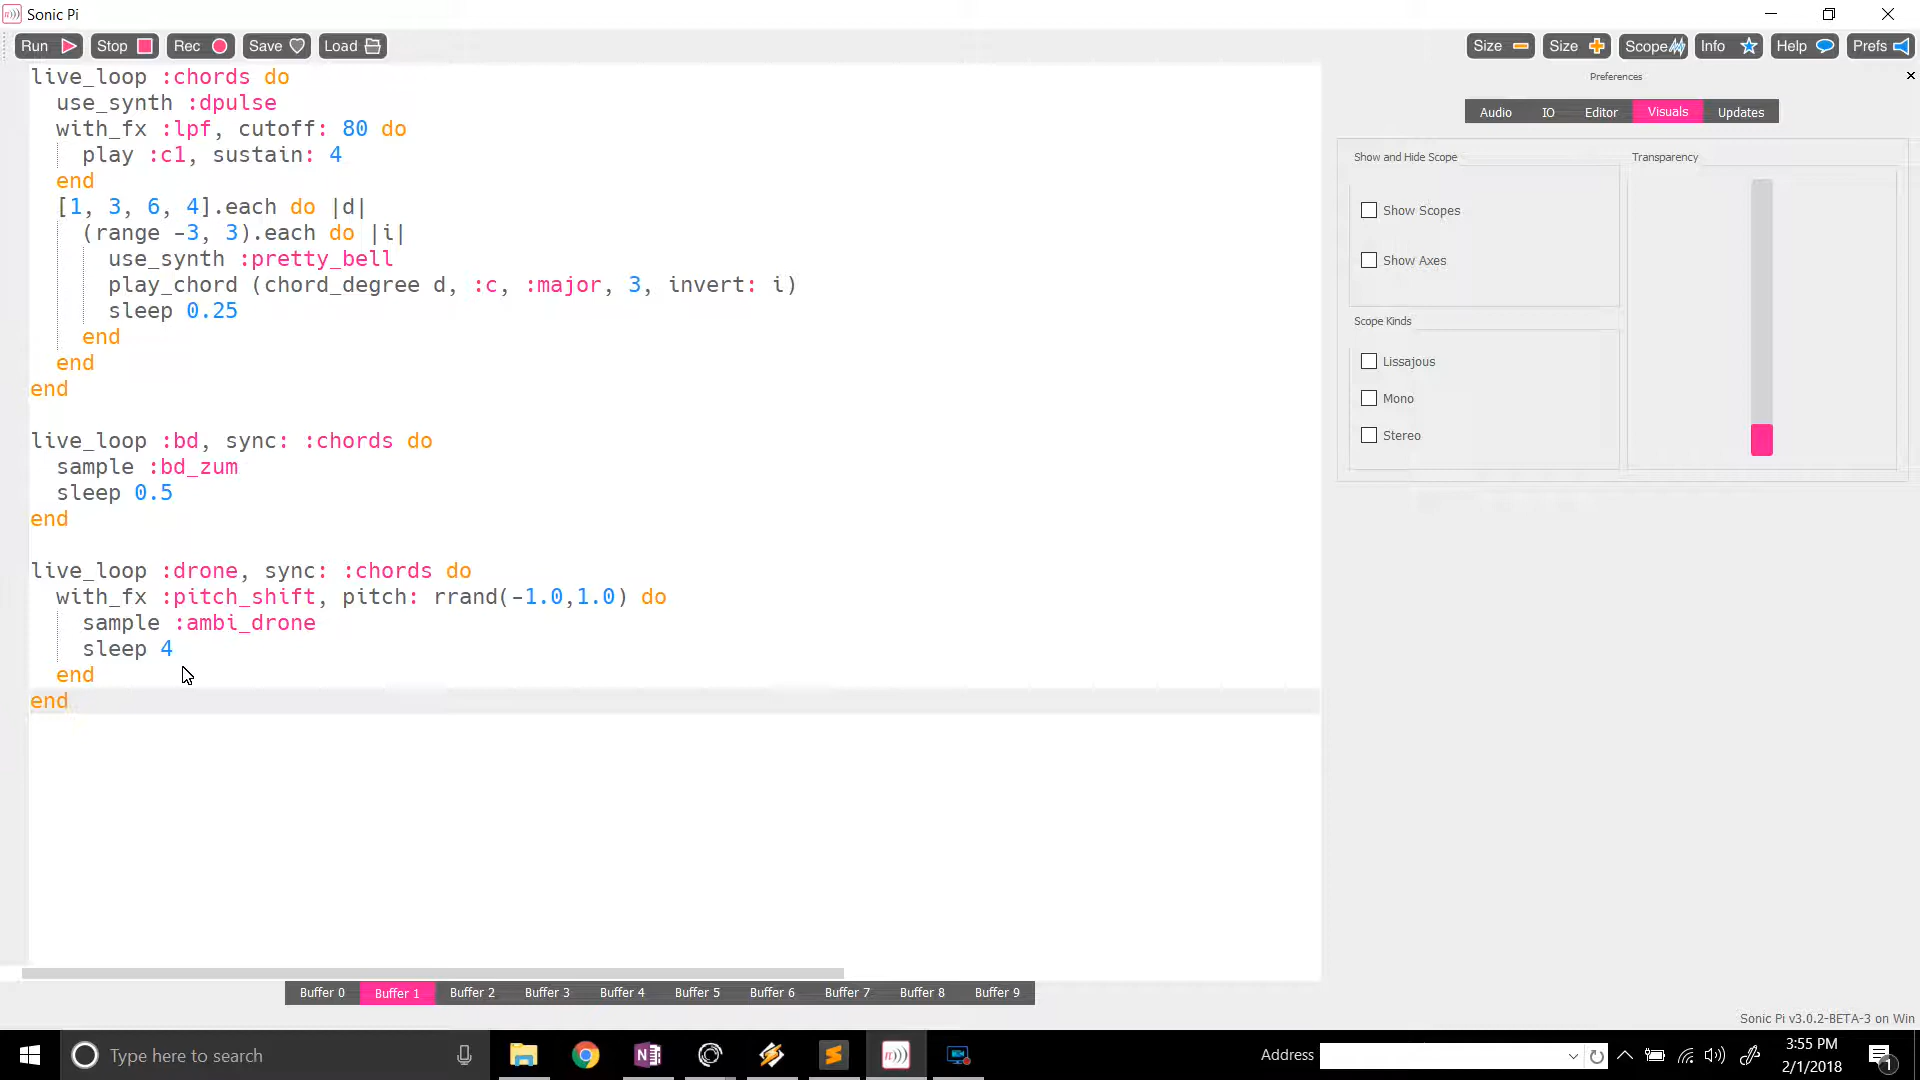 Sonic Pi
Run Stop Rec Save Load Size Size Scope Info Help Prefs
live_loop :chords do
  use_synth :dpulse
  with_fx :lpf, cutoff: 80 do
    play :c1, sustain: 4
  end
  [1, 3, 6, 4].each do |d|
    (range -3, 3).each do |i|
      use_synth :pretty_bell
      play_chord (chord_degree d, :c, :major, 3, invert: i)
      sleep 0.25
    end
  end
end
live_loop :bd, sync: :chords do
  sample :bd_zum
  sleep 0.5
end
live_loop :drone, sync: :chords do
  with_fx :pitch_shift, pitch: rrand(-1.0,1.0) do
    sample :ambi_drone
    sleep 4
  end
end
Preferences
Audio IO Editor Visuals Updates
Show and Hide Scope Transparency
Show Scopes
Show Axes
Scope Kinds
Lissajous
Mono
Stereo
Buffer 0 Buffer 1 Buffer 2 Buffer 3 Buffer 4 Buffer 5 Buffer 6 Buffer 7 Buffer 8 Buffer 9
Sonic Pi v3.0.2-BETA-3 on Win
Type here to search
Address
3:55 PM
2/1/2018
1